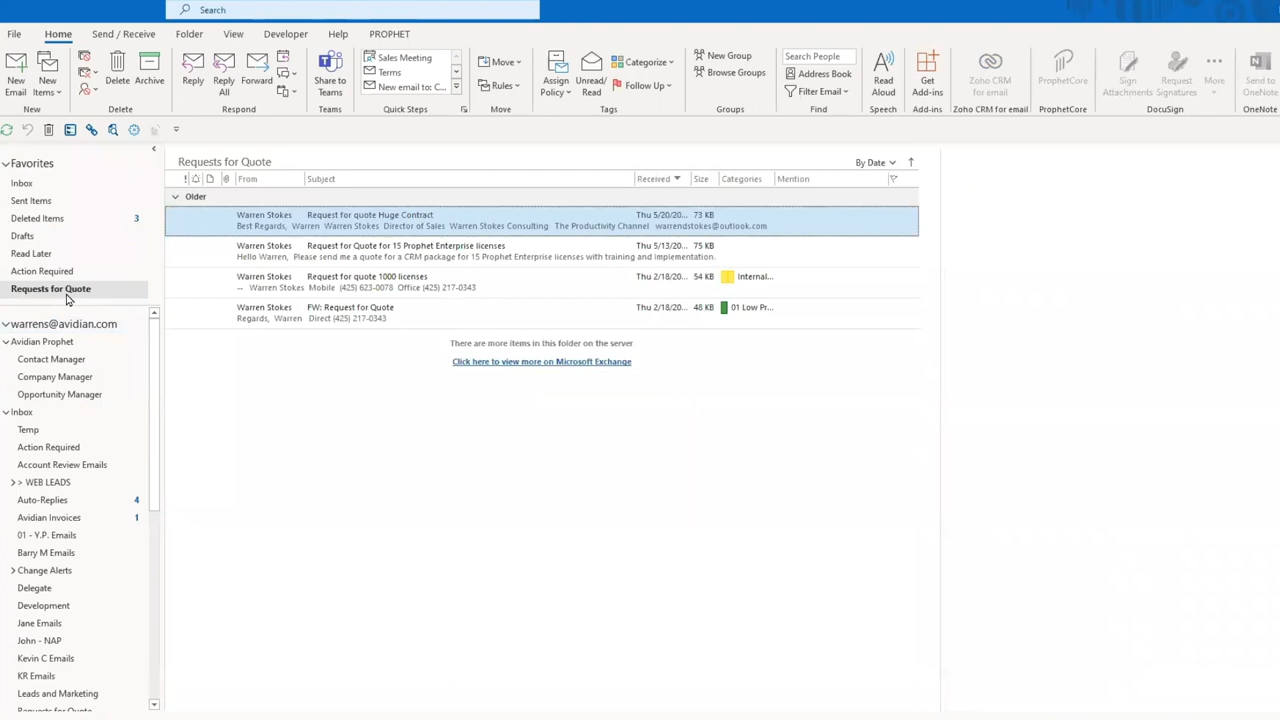 Search
File Home Send / Receive Folder View Developer Help PROPHET
New Email
New Items
Delete
Archive
Reply
Reply All
Forward
Share to Teams
Sales Meeting
Terms
New email to: C...
Move
Rules
Assign Policy
Unread/ Read
Categorize
Follow Up
New Group
Browse Groups
Search People
Address Book
Filter Email
Read Aloud
Get Add-ins
Zoho CRM for email
ProphetCore
Sign Attachments
Request Signatures
More
Send to OneNote
New Delete Respond Teams Quick Steps Move Tags Groups Find Speech Add-ins Zoho CRM for email ProphetCore DocuSign OneNot
Favorites
Inbox
Sent Items
Deleted Items 3
Drafts
Read Later
Action Required
Requests for Quote
warrens@avidian.com
Avidian Prophet
Contact Manager
Company Manager
Opportunity Manager
Inbox
Temp
Action Required
Account Review Emails
> WEB LEADS
Auto-Replies 4
Avidian Invoices 1
01 - Y.P. Emails
Barry M Emails
Change Alerts
Delegate
Development
Jane Emails
John - NAP
Kevin C Emails
KR Emails
Leads and Marketing
Requests for Quote
Requests for Quote By Date
! From Subject Received Size Categories Mention
Older
Warren Stokes Request for quote Huge Contract Thu 5/20/20... 73 KB
Best Regards, Warren Warren Stokes Director of Sales Warren Stokes Consulting The Productivity Channel warrendstokes@outlook.com
Warren Stokes Request for Quote for 15 Prophet Enterprise licenses Thu 5/13/20... 75 KB
Hello Warren, Please send me a quote for a CRM package for 15 Prophet Enterprise licenses with training and implementation.
Warren Stokes Request for quote 1000 licenses Thu 2/18/20... 54 KB Internal...
-- Warren Stokes Mobile (425) 623-0078 Office (425) 217-0343
Warren Stokes FW: Request for Quote Thu 2/18/20... 48 KB 01 Low Pr...
Regards, Warren Direct (425) 217-0343
There are more items in this folder on the server
Click here to view more on Microsoft Exchange